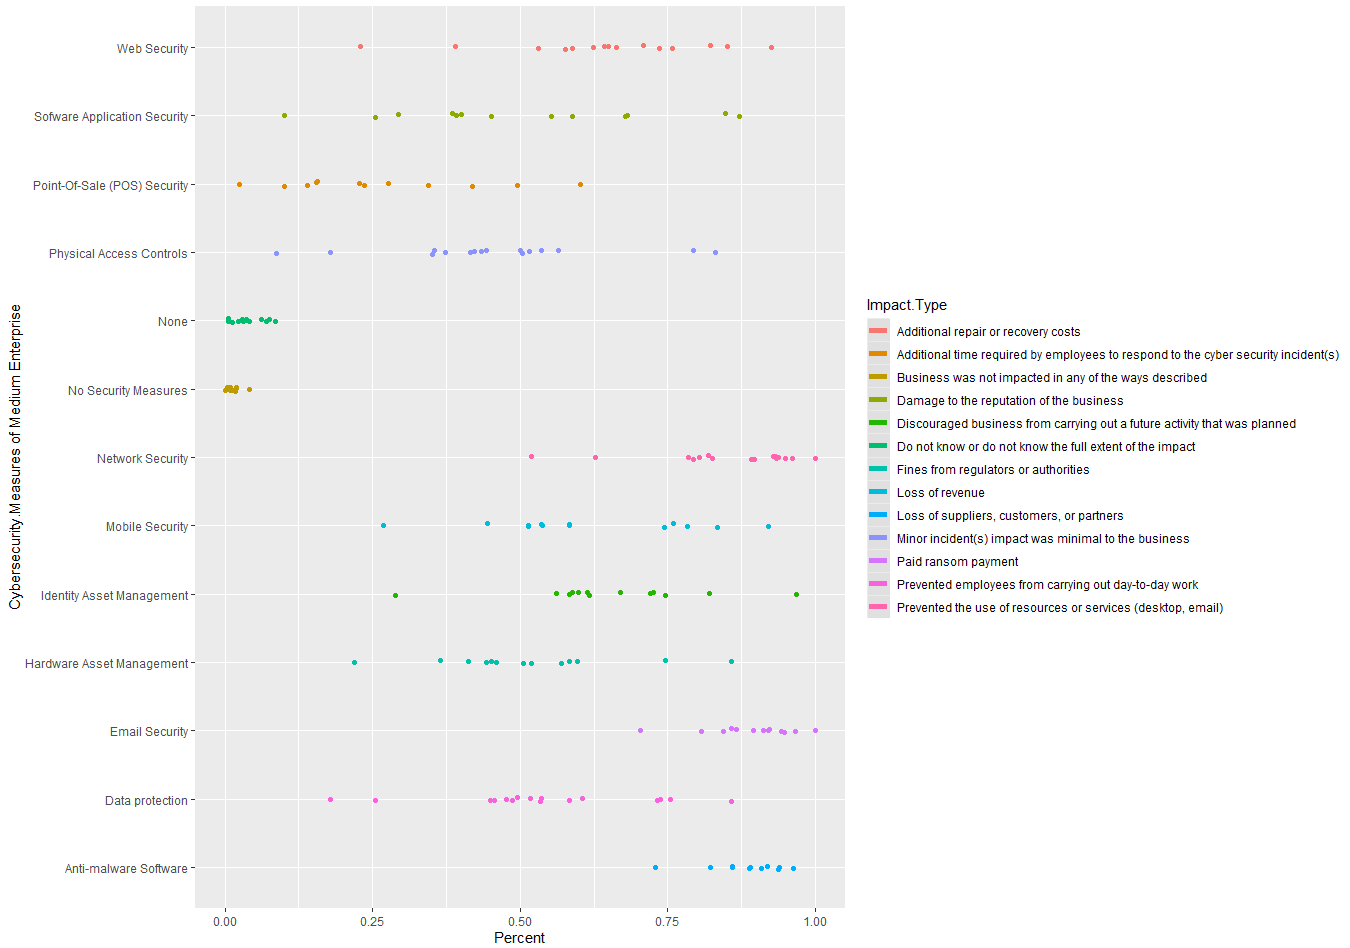 Web Security
Sofware Application Security
Point-Of-Sale (POS) Security
Physical Access Controls
None
No Security Measures
Network Security
Mobile Security
Identity Asset Management
Hardware Asset Management
Email Security
Data protection
Anti-malware Software
Cybersecurity.Measures of Medium Enterprise
0.00 0.25 0.50 0.75 1.00
Percent
Impact.Type
Additional repair or recovery costs
Additional time required by employees to respond to the cyber security incident(s)
Business was not impacted in any of the ways described
Damage to the reputation of the business
Discouraged business from carrying out a future activity that was planned
Do not know or do not know the full extent of the impact
Fines from regulators or authorities
Loss of revenue
Loss of suppliers, customers, or partners
Minor incident(s) impact was minimal to the business
Paid ransom payment
Prevented employees from carrying out day-to-day work
Prevented the use of resources or services (desktop, email)